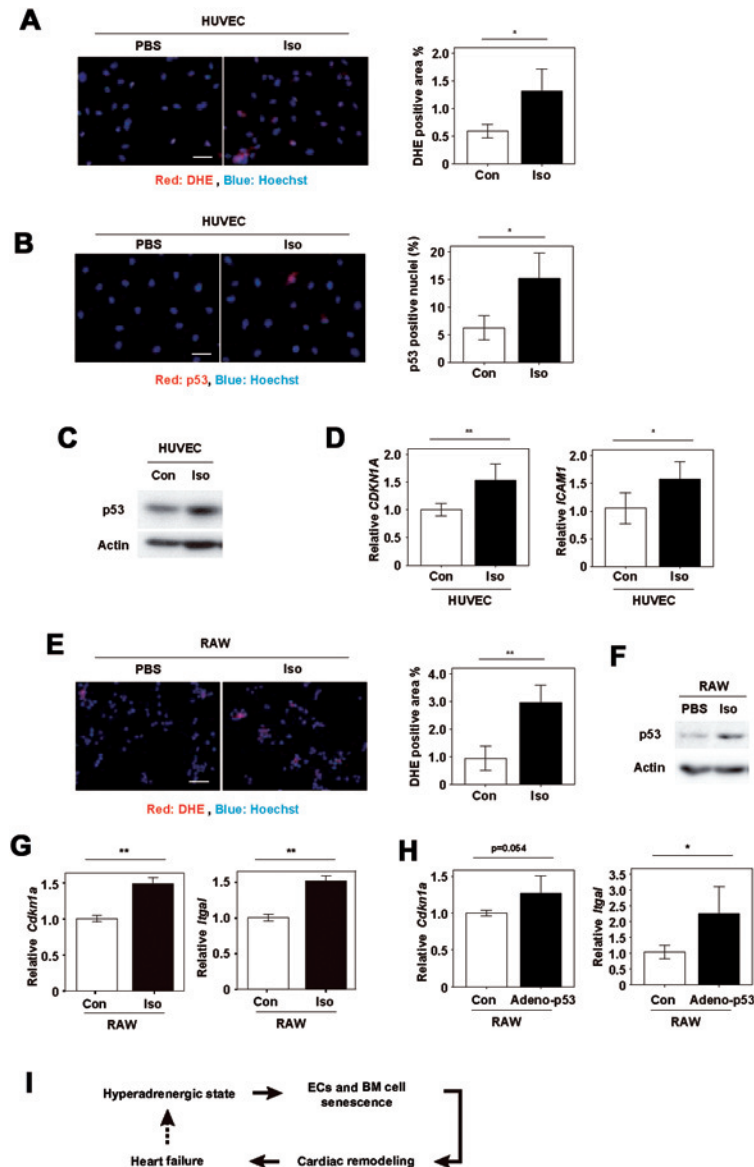 A
HUVEC
PBS Iso
Red: DHE , Blue: Hoechst
DHE positive area %
2.0
1.5
1.0
0.5
0
*
Con Iso
B
HUVEC
PBS Iso
Red: p53, Blue: Hoechst
p53 positive nuclei (%)
20
15
10
5
0
*
Con Iso
C
HUVEC
Con Iso
p53
Actin
D
Relative CDKN1A
2.0
1.5
1.0
0.5
0
**
Con Iso
HUVEC
Relative ICAM1
2.0
1.5
1.0
0.5
0
*
Con Iso
HUVEC
E
RAW
PBS Iso
Red: DHE , Blue: Hoechst
DHE positive area %
4.0
3.0
2.0
1.0
0
**
Con Iso
F
RAW
PBS Iso
p53
Actin
G
Relative Cdkn1a
1.5
1.0
0.5
0
**
Con Iso
RAW
Relative Itgal
1.5
1.0
0.5
0
**
Con Iso
RAW
H
Relative Cdkn1a
1.5
1.0
0.5
0
p=0.054
Con Adeno-p53
RAW
Relative Itgal
3.5
3.0
2.5
2.0
1.5
1.0
0.5
0
*
Con Adeno-p53
RAW
I
Hyperadrenergic state
ECs and BM cell
senescence
Heart failure
Cardiac remodeling